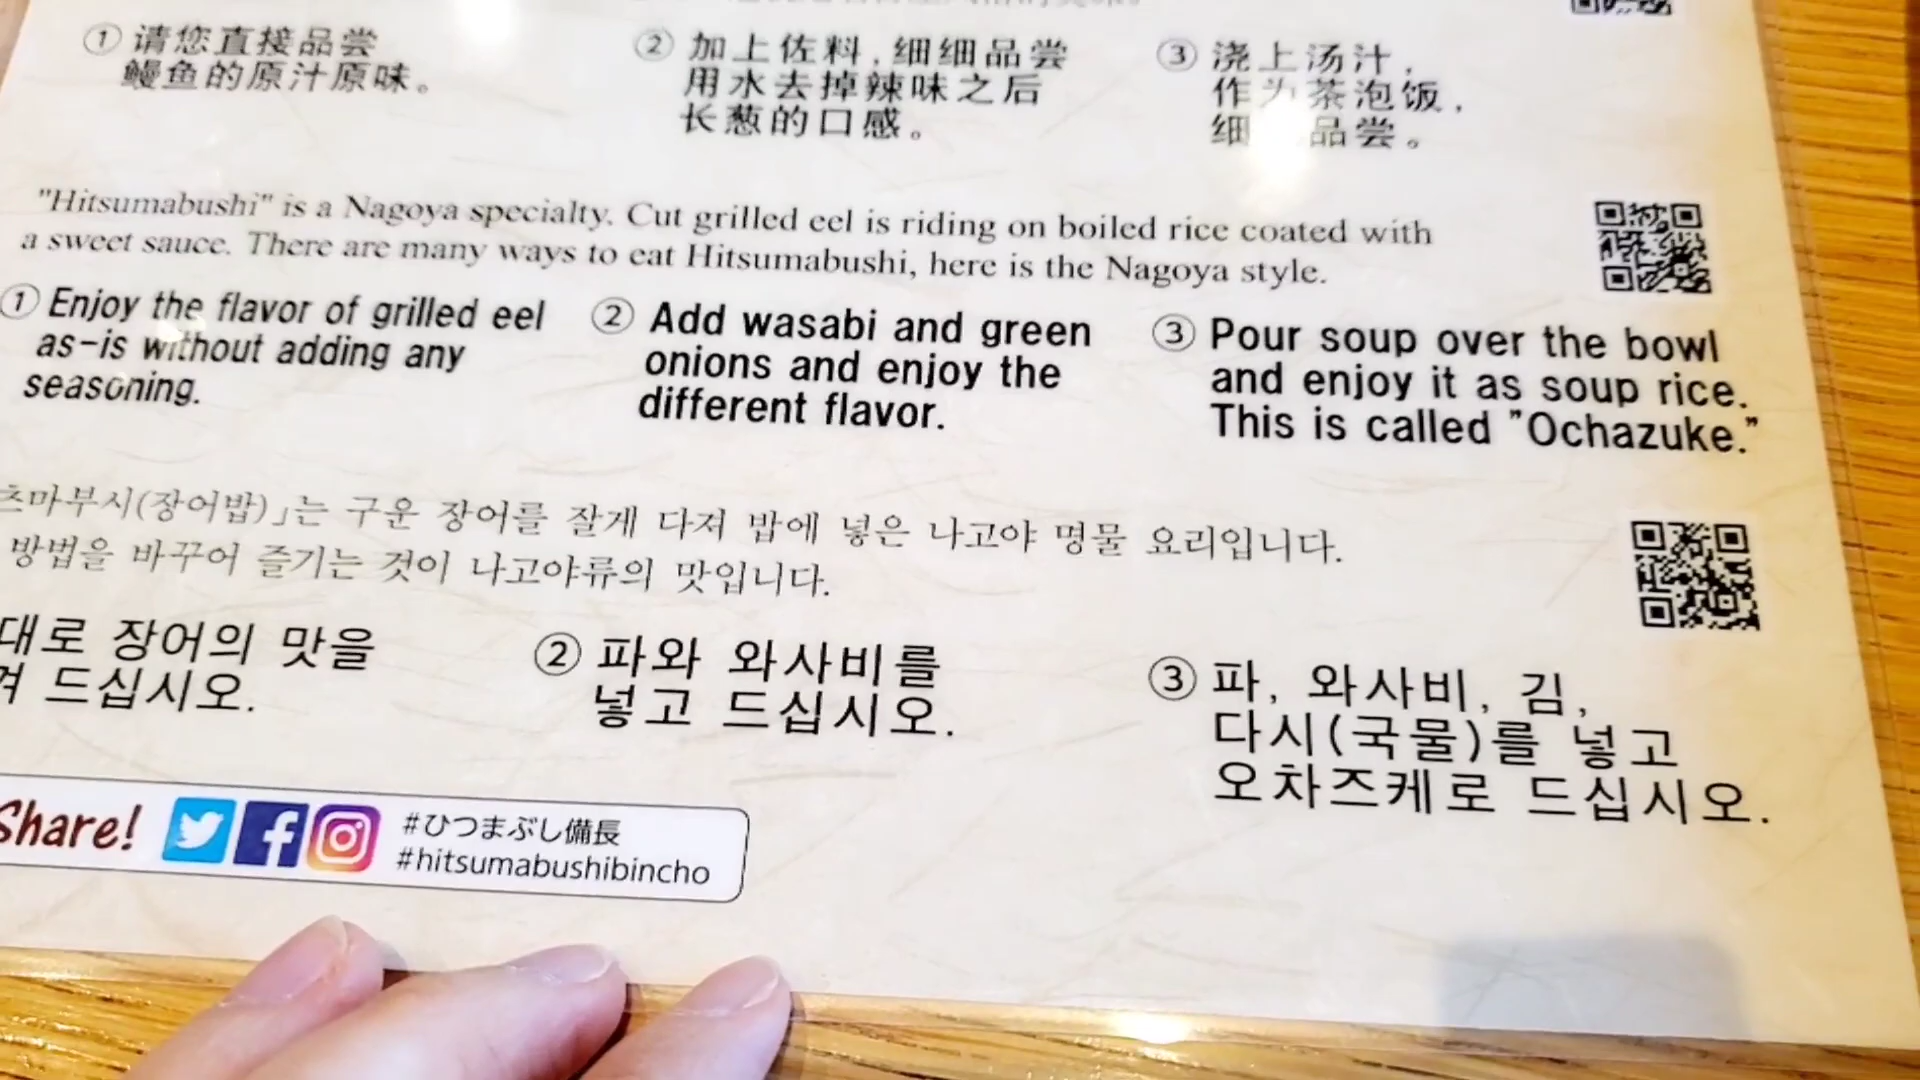 ① 请您直接品尝
鳗鱼的原汁原味。
② 加上佐料，细细品尝
用水去掉辣味之后
长葱的口感。
③ 浇上汤汁，
作为茶泡饭，
细 品尝。
"Hitsumabushi" is a Nagoya specialty. Cut grilled eel is riding on boiled rice coated with
a sweet sauce. There are many ways to eat Hitsumabushi, here is the Nagoya style.
① Enjoy the flavor of grilled eel
as-is without adding any
seasoning.
② Add wasabi and green
onions and enjoy the
different flavor.
③ Pour soup over the bowl
and enjoy it as soup rice.
This is called "Ochazuke."
츠마부시(장어밥)」는 구운 장어를 잘게 다져 밥에 넣은 나고야 명물 요리입니다.
방법을 바꾸어 즐기는 것이 나고야류의 맛입니다.
대로 장어의 맛을
겨 드십시오.
② 파와 와사비를
넣고 드십시오.
③ 파, 와사비, 김,
다시(국물)를 넣고
오차즈케로 드십시오.
Share!
#ひつまぶし備長
#hitsumabushibincho